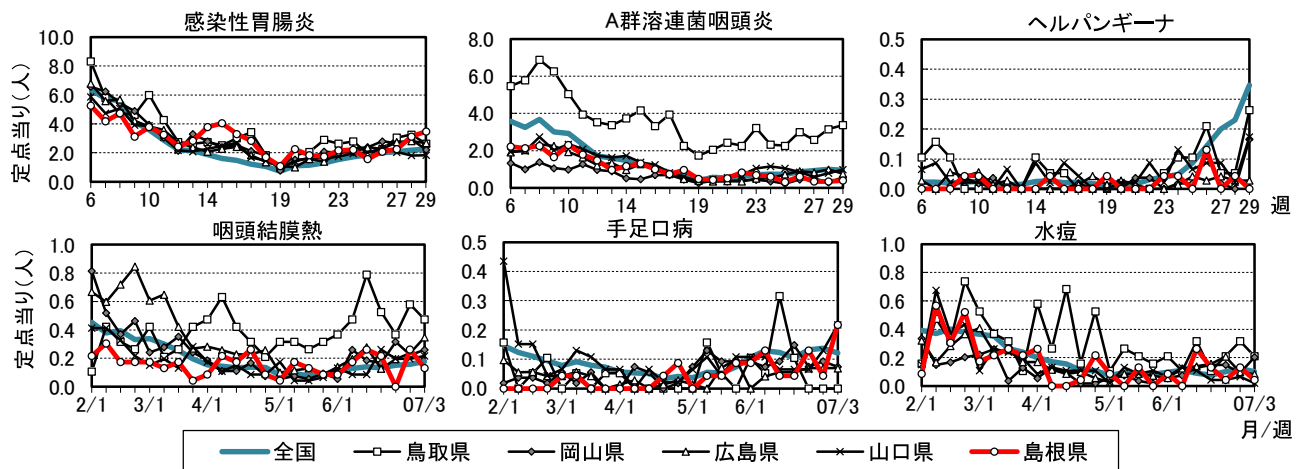 感染性胃腸炎
A群溶連菌咽頭炎
ヘルパンギーナ
定点当り(人)
10.0
8.0
6.0
4.0
2.0
0.0
6 10 14 19 23 27 29
8.0
6.0
4.0
2.0
0.0
6 10 14 19 23 27 29
0.5
0.4
0.3
0.2
0.1
0.0
6 10 14 19 23 27 29 週
咽頭結膜熱
手足口病
水痘
定点当り(人)
1.0
0.8
0.6
0.4
0.2
0.0
2/1 3/1 4/1 5/1 6/1 07/3
0.5
0.4
0.3
0.2
0.1
0.0
2/1 3/1 4/1 5/1 6/1 07/3
1.0
0.8
0.6
0.4
0.2
0.0
2/1 3/1 4/1 5/1 6/1 07/3
月/週
全国 鳥取県 岡山県 広島県 山口県 島根県